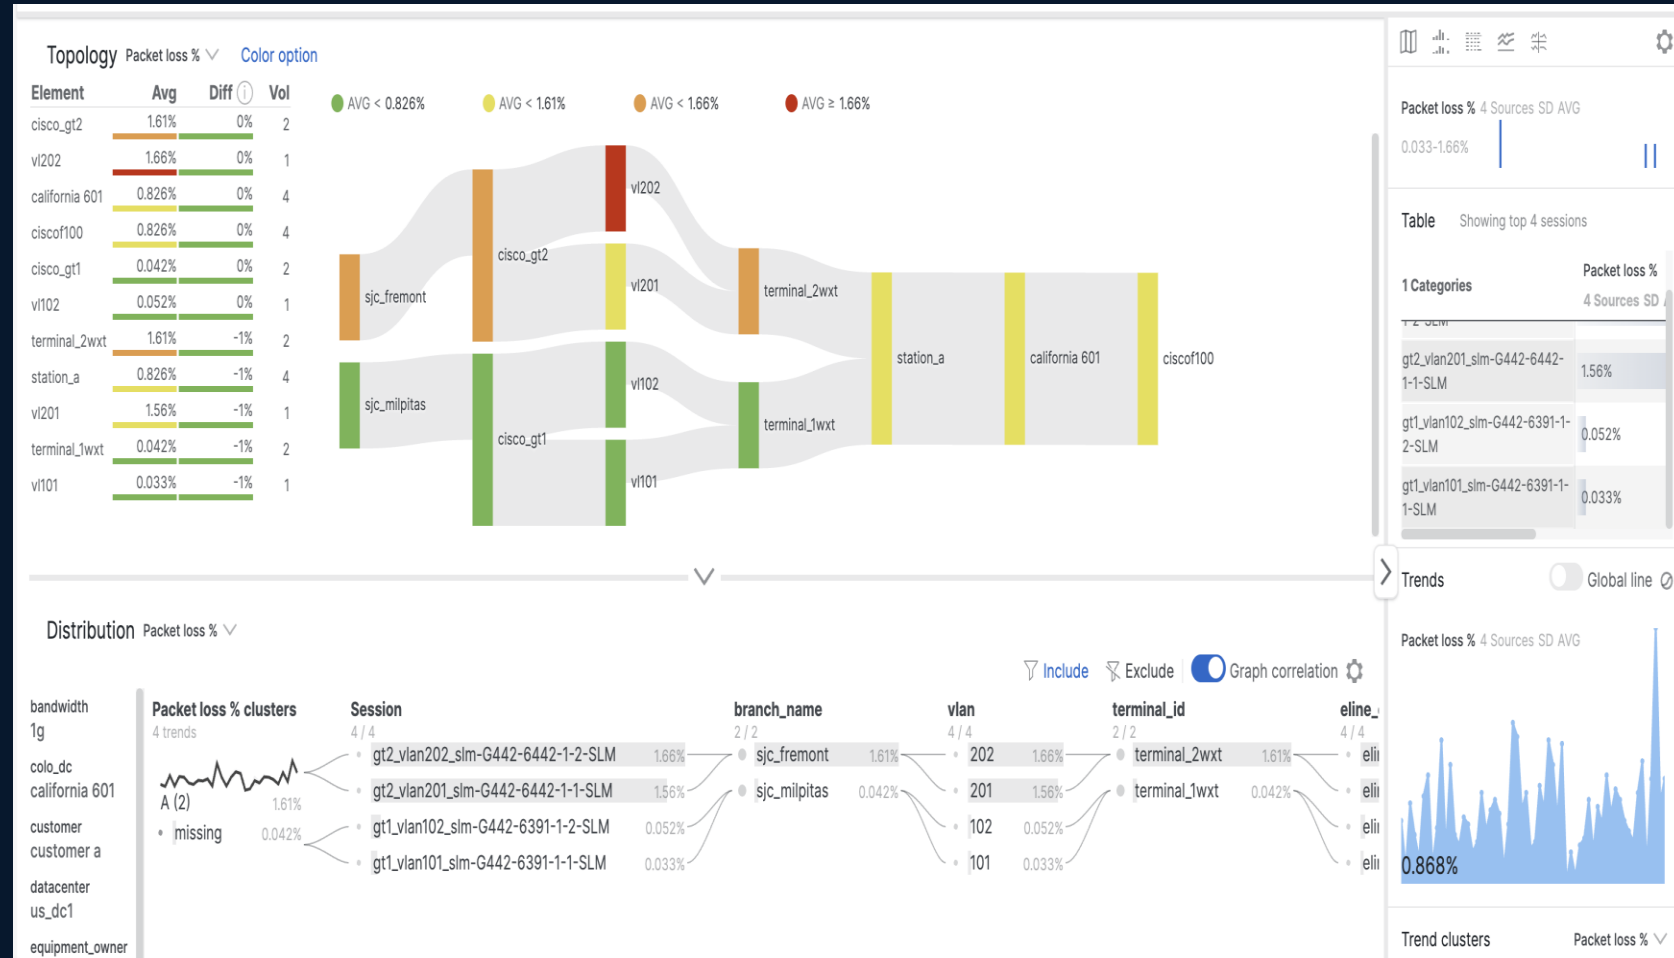 Topology Packet loss % Color option
Element Avg Diff i Vol
cisco_gt2 1.61% 0% 2
vl202 1.66% 0% 1
california 601 0.826% 0% 4
ciscof100 0.826% 0% 4
cisco_gt1 0.042% 0% 2
vl102 0.052% 0% 1
terminal_2wxt 1.61% -1% 2
station_a 0.826% -1% 4
vl201 1.56% -1% 1
terminal_1wxt 0.042% -1% 2
vl101 0.033% -1% 1
AVG < 0.826% AVG < 1.61% AVG < 1.66% AVG ≥ 1.66%
vl202
cisco_gt2
vl201
terminal_2wxt
sjc_fremont
station_a
california 601
ciscof100
vl102
sjc_milpitas
terminal_1wxt
cisco_gt1
vl101
Packet loss % 4 Sources SD AVG
0.033-1.66%
Table Showing top 4 sessions
1 Categories
Packet loss %
4 Sources SD
1-2-SLM
gt2_vlan201_slm-G442-6442-
1-1-SLM
1.56%
gt1_vlan102_slm-G442-6391-1-
2-SLM
0.052%
gt1_vlan101_slm-G442-6391-1-
1-SLM
0.033%
Trends Global line
Packet loss % 4 Sources SD AVG
0.868%
Trend clusters Packet loss %
Distribution Packet loss %
Include Exclude Graph correlation
bandwidth
1g
colo_dc
california 601
customer
customer a
datacenter
us_dc1
equipment_owner
Packet loss % clusters
4 trends
A (2) 1.61%
missing 0.042%
Session
4 / 4
gt2_vlan202_slm-G442-6442-1-2-SLM 1.66%
gt2_vlan201_slm-G442-6442-1-1-SLM 1.56%
gt1_vlan102_slm-G442-6391-1-2-SLM 0.052%
gt1_vlan101_slm-G442-6391-1-1-SLM 0.033%
branch_name
2 / 2
sjc_fremont 1.61%
sjc_milpitas 0.042%
vlan
4 / 4
202 1.66%
201 1.56%
102 0.052%
101 0.033%
terminal_id
2 / 2
terminal_2wxt 1.61%
terminal_1wxt 0.042%
eline_
4 / 4
eli
eli
eli
eli